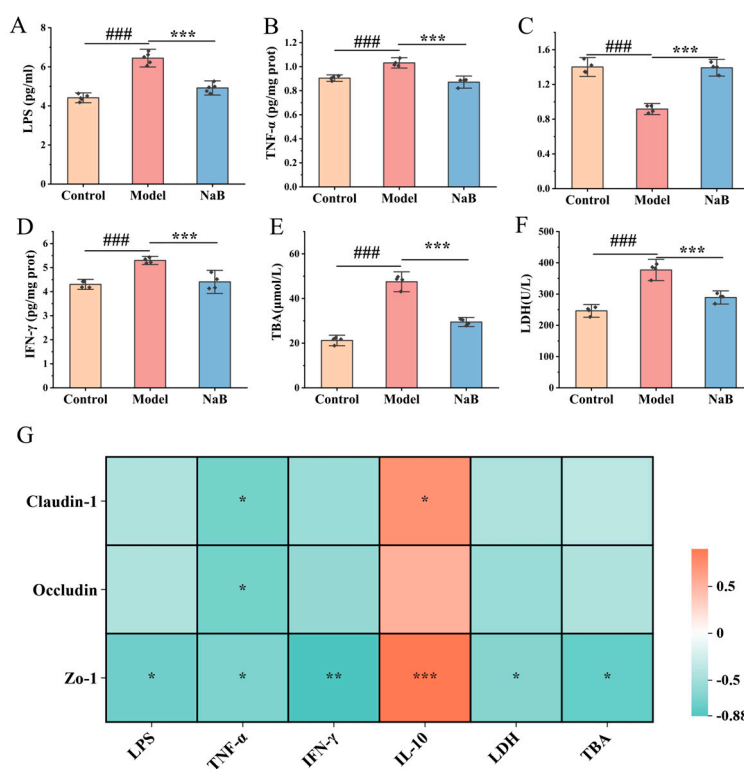 A
###
***
LPS (pg/ml)
8
6
4
2
0
Control
Model
NaB
B
###
***
TNF-α (pg/mg prot)
1.2
1.0
0.8
0.6
0.4
0.2
0.0
Control
Model
NaB
C
###
***
1.6
1.2
0.8
0.4
0.0
Control
Model
NaB
D
###
***
IFN-γ (pg/mg prot)
6
5
4
3
2
1
0
Control
Model
NaB
E
###
***
TBA(μmol/L)
60
40
20
0
Control
Model
NaB
F
###
***
LDH(U/L)
500
400
300
200
100
0
Control
Model
NaB
G
Claudin-1
*
*
Occludin
*
Zo-1
*
*
**
***
*
*
LPS
TNF-α
IFN-γ
IL-10
LDH
TBA
0.5
0
-0.5
-0.88